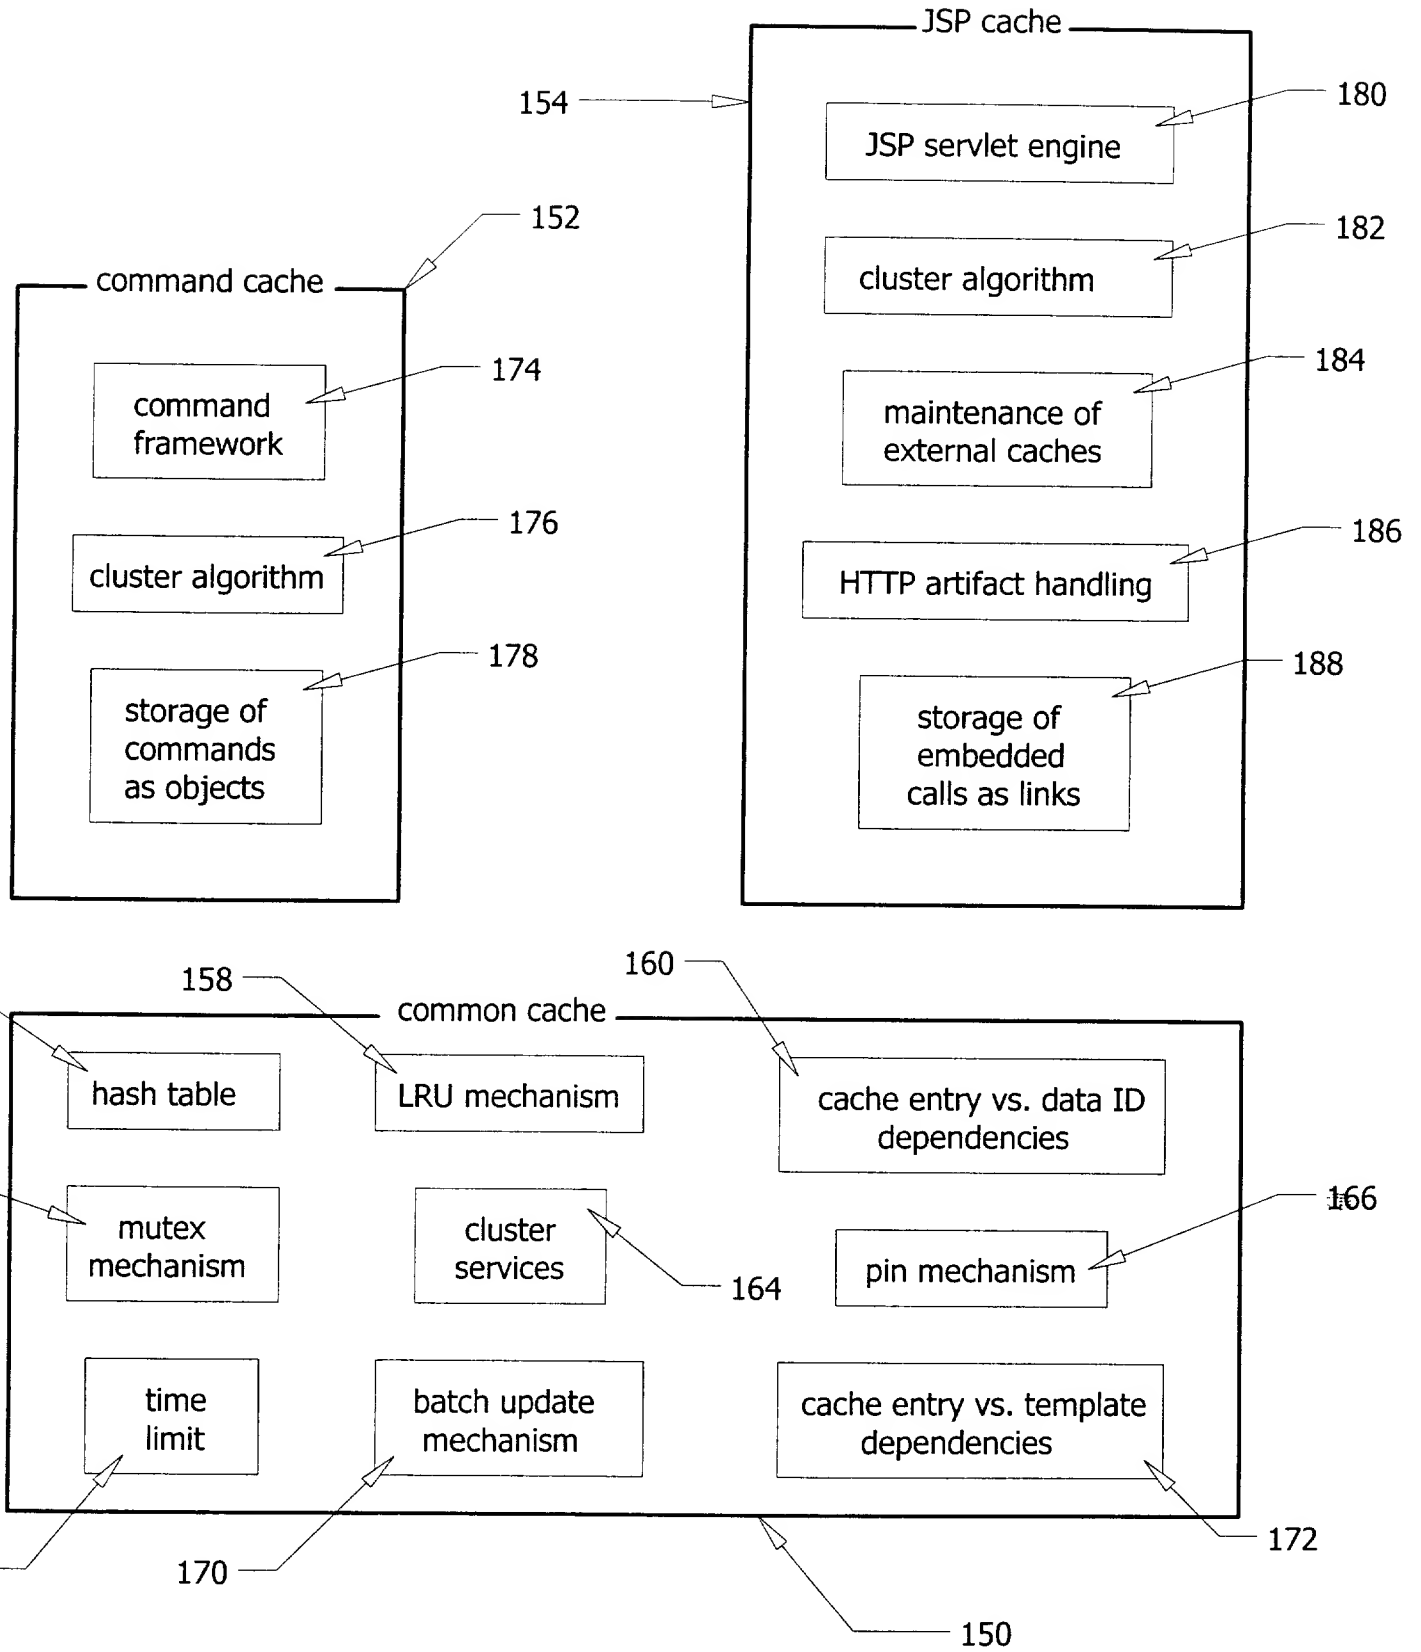 JSP cache
154
180
JSP servlet engine
182
cluster algorithm
184
maintenance of
external caches
186
HTTP artifact handling
188
storage of
embedded
calls as links
152
command cache
174
command
framework
176
cluster algorithm
178
storage of
commands
as objects
158
160
common cache
hash table
LRU mechanism
cache entry vs. data ID
dependencies
166
mutex
mechanism
cluster
services
164
pin mechanism
time
limit
batch update
mechanism
cache entry vs. template
dependencies
170
172
150